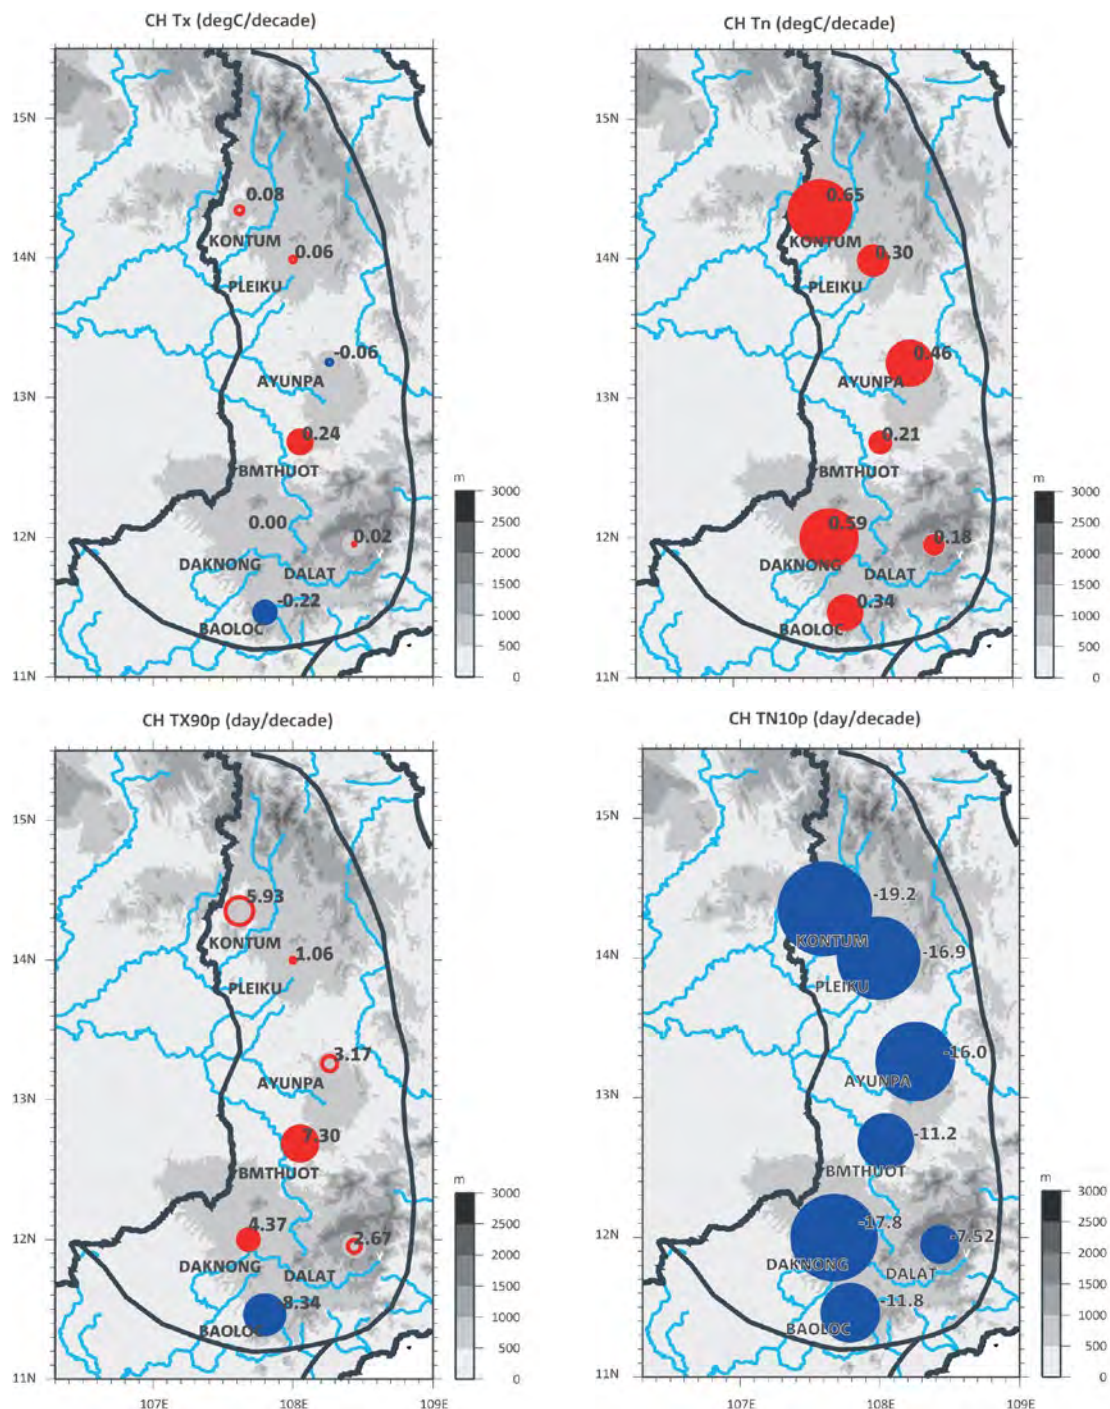 CH Tx (degC/decade)
15N
14N
13N
12N
11N
0.08
KONTUM
0.06
PLEIKU
-0.06
AYUNPA
0.24
BMTHUOT
0.00
0.02
DAKNONG
DALAT
-0.22
BAOLOC
m
3000
2500
2000
1500
1000
500
0
CH Tn (degC/decade)
15N
14N
13N
12N
11N
0.65
KONTUM
0.30
PLEIKU
0.46
AYUNPA
0.21
BMTHUOT
0.59
0.18
DAKNONG
DALAT
0.34
BAOLOC
m
3000
2500
2000
1500
1000
500
0
CH TX90p (day/decade)
15N
14N
13N
12N
11N
5.93
KONTUM
1.06
PLEIKU
3.17
AYUNPA
7.30
BMTHUOT
4.37
2.67
DAKNONG
DALAT
-8.34
BAOLOC
107E
108E
109E
m
3000
2500
2000
1500
1000
500
0
CH TN10p (day/decade)
15N
14N
13N
12N
11N
-19.2
KONTUM
-16.9
PLEIKU
-16.0
AYUNPA
-11.2
BMTHUOT
-17.8
-7.52
DAKNONG
DALAT
-11.8
BAOLOC
107E
108E
109E
m
3000
2500
2000
1500
1000
500
0